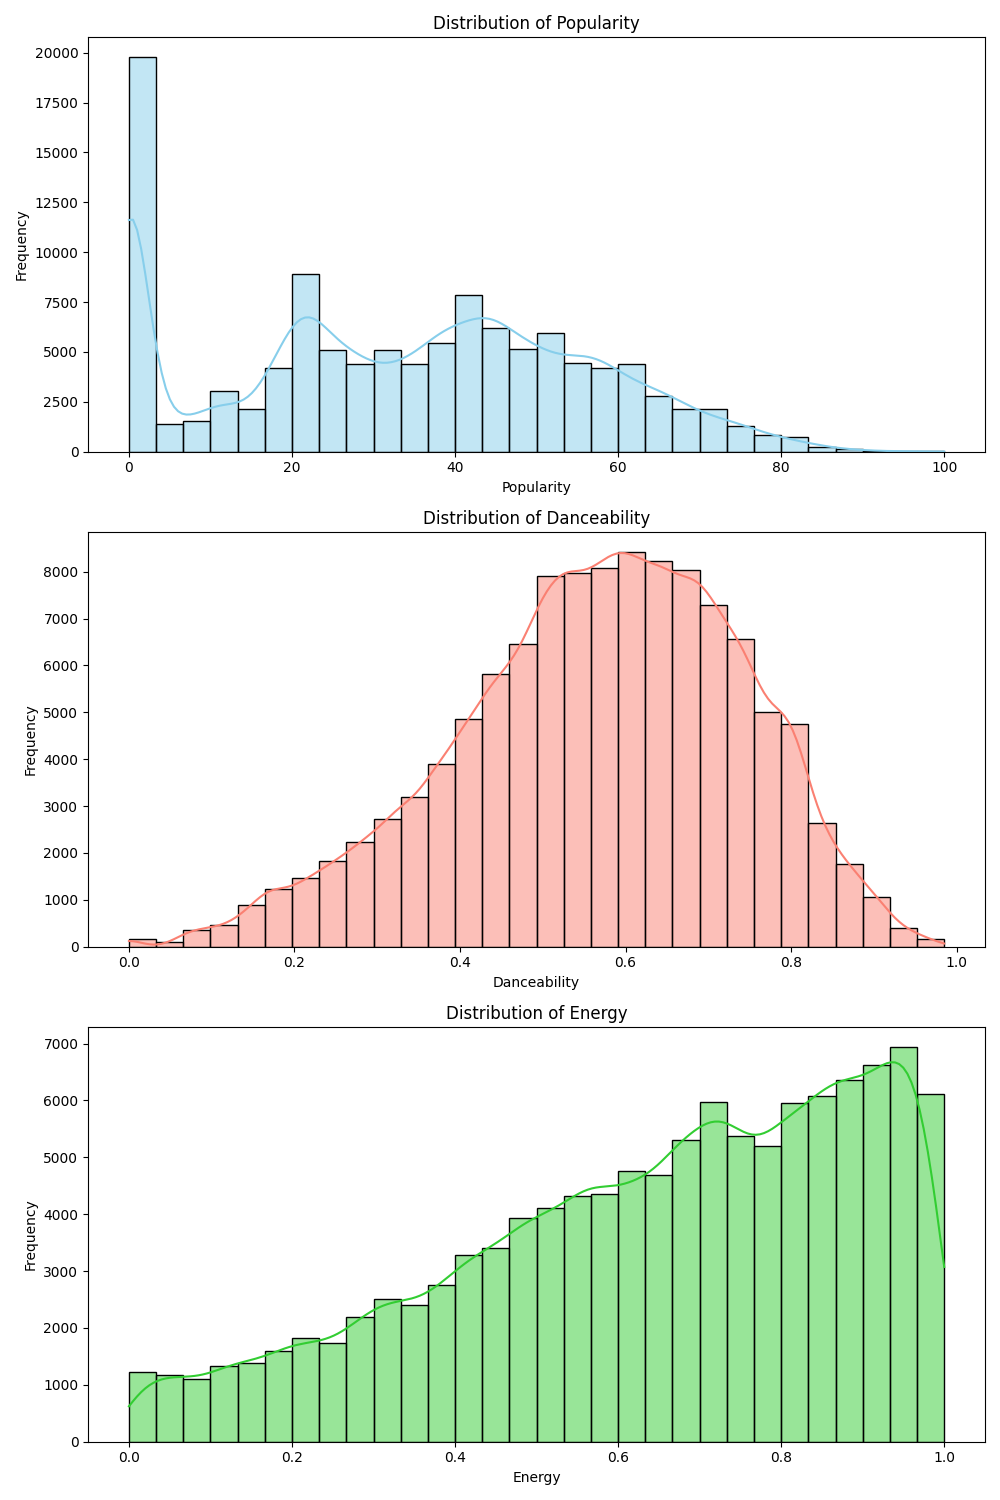 Distribution of Popularity
20000
17500
15000
12500
10000
7500
5000
2500
0
Frequency
0 20 40 60 80 100
Popularity
Distribution of Danceability
8000
7000
6000
5000
4000
3000
2000
1000
0
Frequency
0.0 0.2 0.4 0.6 0.8 1.0
Danceability
Distribution of Energy
7000
6000
5000
4000
3000
2000
1000
0
Frequency
0.0 0.2 0.4 0.6 0.8 1.0
Energy